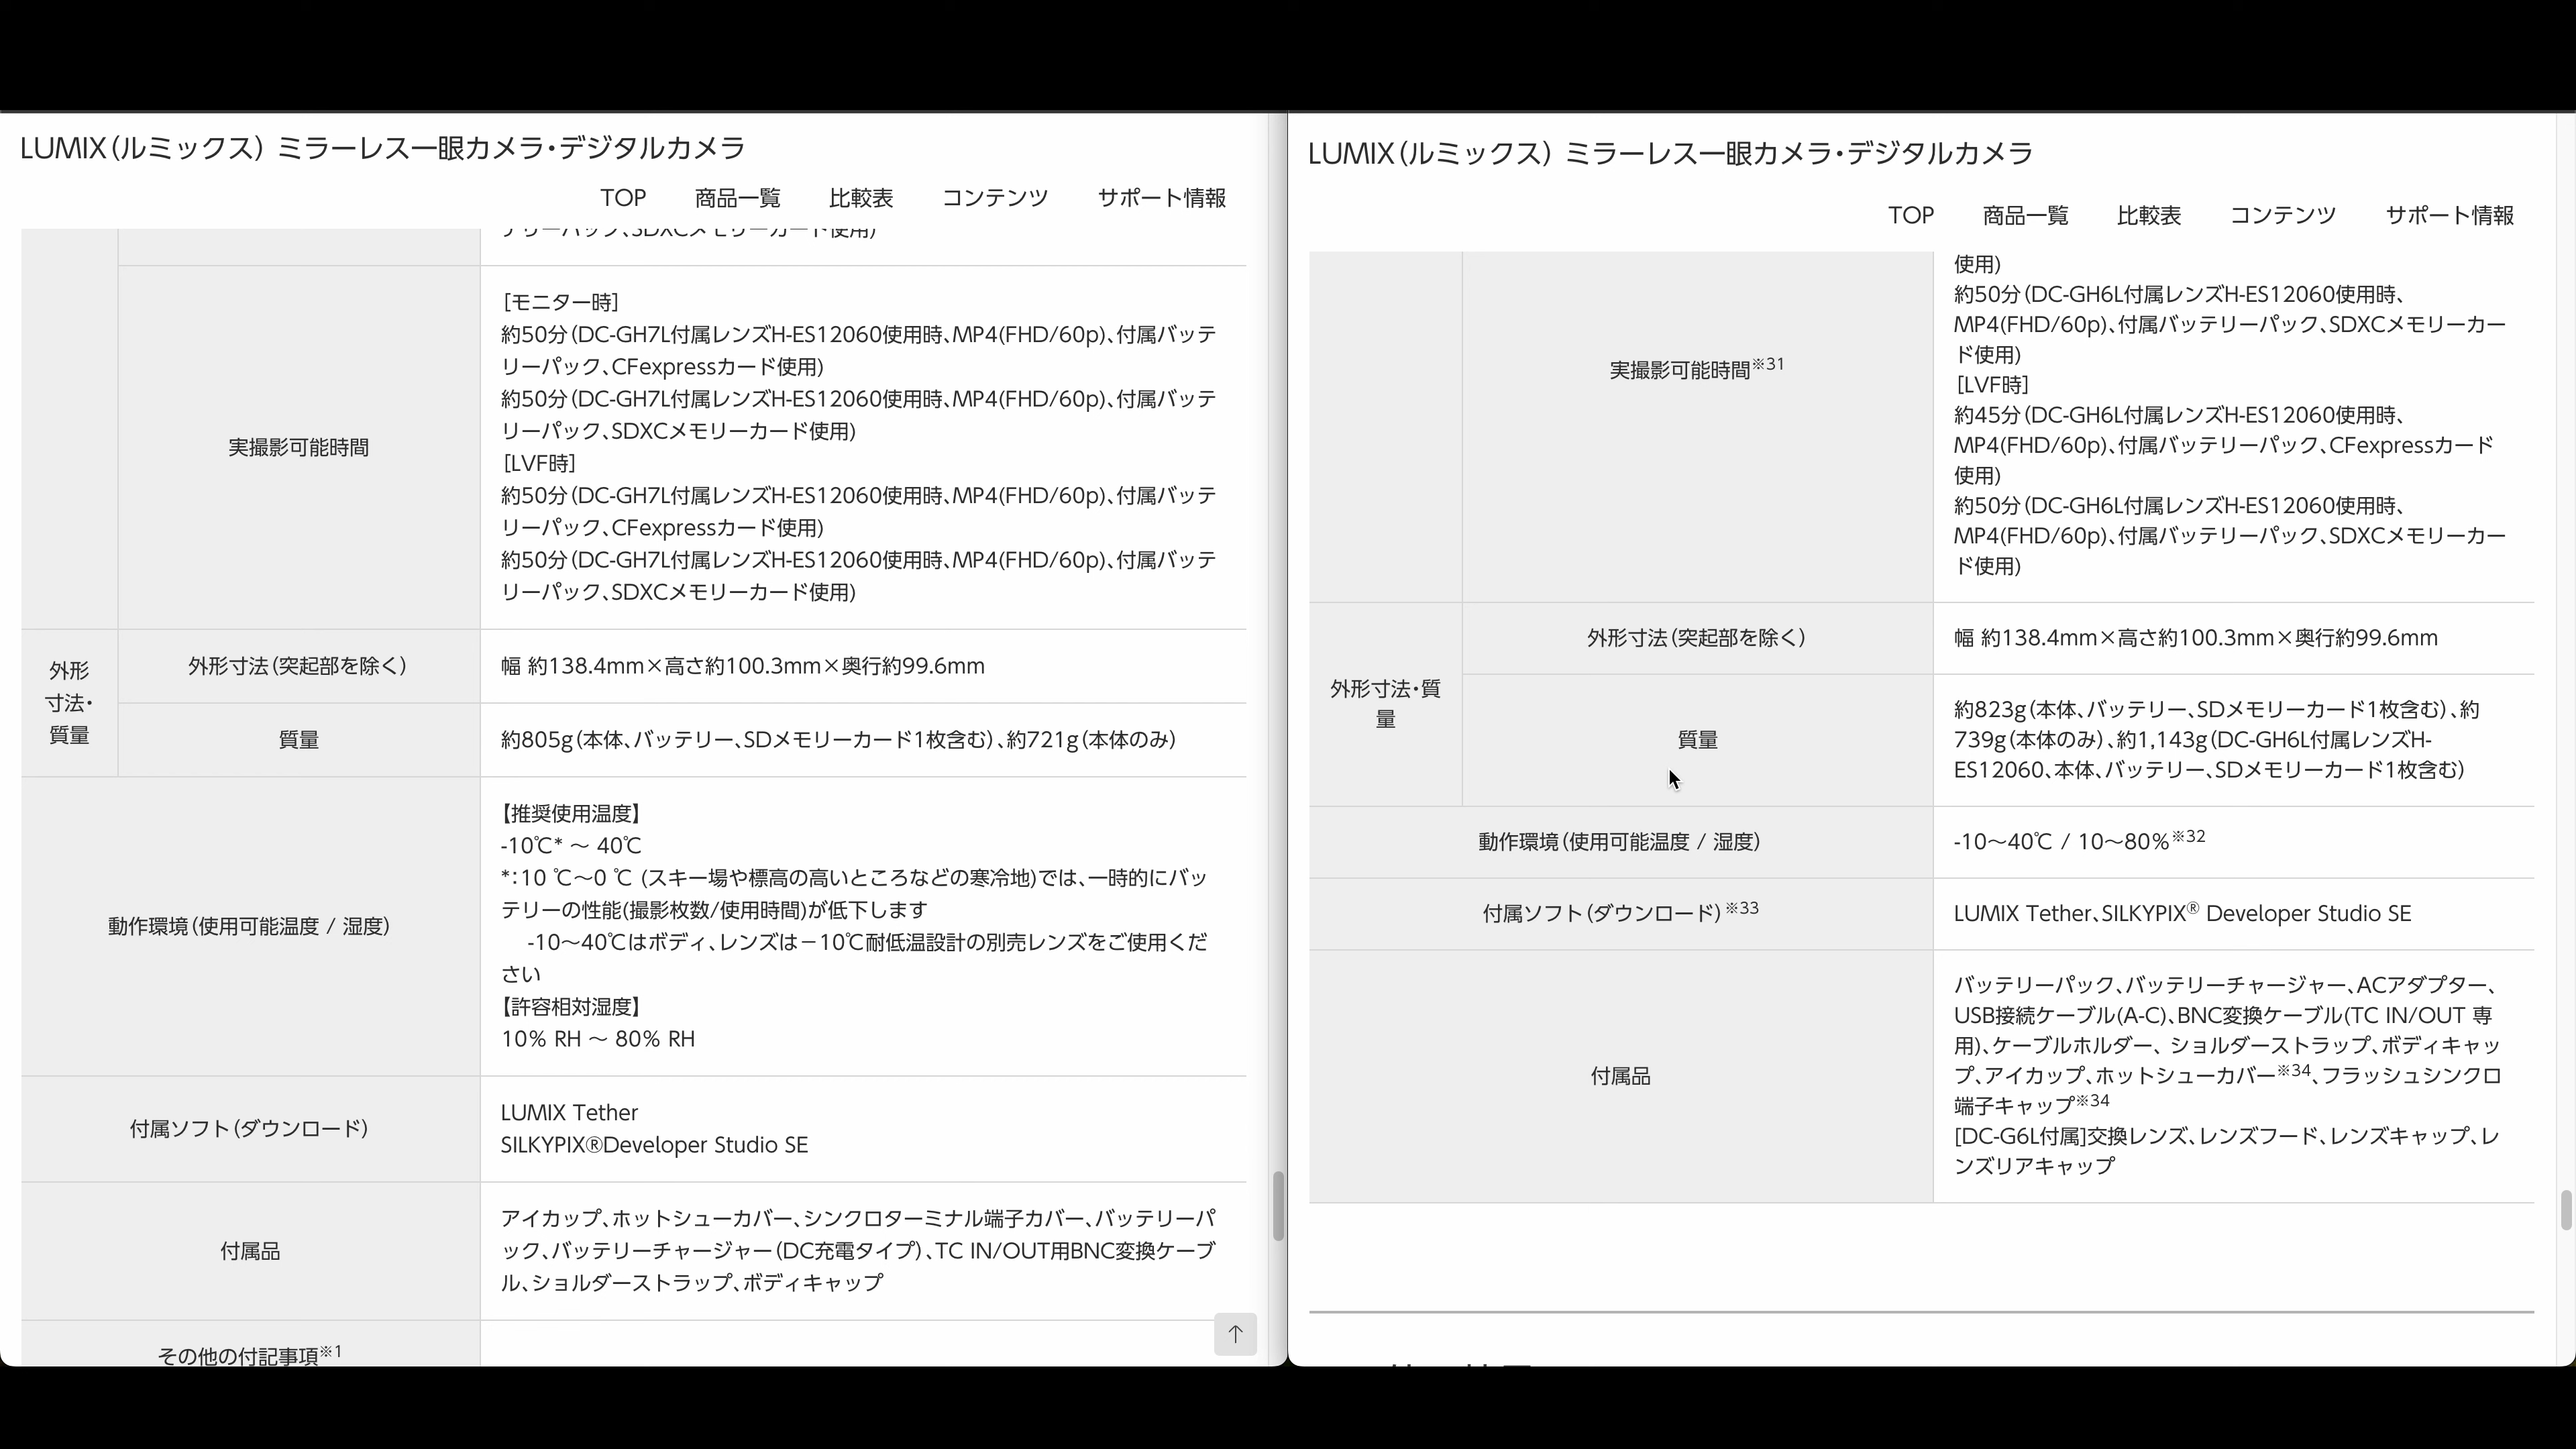 LUMIX（ルミックス） ミラーレス一眼カメラ・デジタルカメラ
TOP 商品一覧 比較表 コンテンツ サポート情報
テリーパック、SDXCメモリーカード使用)
実撮影可能時間
［モニター時］
約50分（DC-GH7L付属レンズH-ES12060使用時、MP4(FHD/60p)、付属バッテ
リーパック、CFexpressカード使用)
約50分（DC-GH7L付属レンズH-ES12060使用時、MP4(FHD/60p)、付属バッテ
リーパック、SDXCメモリーカード使用)
［LVF時］
約50分（DC-GH7L付属レンズH-ES12060使用時、MP4(FHD/60p)、付属バッテ
リーパック、CFexpressカード使用)
約50分（DC-GH7L付属レンズH-ES12060使用時、MP4(FHD/60p)、付属バッテ
リーパック、SDXCメモリーカード使用)
外形
寸法・
質量
外形寸法（突起部を除く）
幅 約138.4mm×高さ約100.3mm×奥行約99.6mm
質量
約805g（本体、バッテリー、SDメモリーカード1枚含む）、約721g（本体のみ）
動作環境（使用可能温度 / 湿度）
【推奨使用温度】
-10℃* ～ 40℃
*：10 ℃～0 ℃ (スキー場や標高の高いところなどの寒冷地)では、一時的にバッ
テリーの性能(撮影枚数/使用時間)が低下します
-10～40℃はボディ、レンズは－10℃耐低温設計の別売レンズをご使用くだ
さい
【許容相対湿度】
10% RH ～ 80% RH
付属ソフト（ダウンロード）
LUMIX Tether
SILKYPIX®Developer Studio SE
付属品
アイカップ、ホットシューカバー、シンクロターミナル端子カバー、バッテリーパ
ック、バッテリーチャージャー（DC充電タイプ）、TC IN/OUT用BNC変換ケーブ
ル、ショルダーストラップ、ボディキャップ
その他の付記事項※1
↑
LUMIX（ルミックス） ミラーレス一眼カメラ・デジタルカメラ
TOP 商品一覧 比較表 コンテンツ サポート情報
実撮影可能時間※31
使用)
約50分（DC-GH6L付属レンズH-ES12060使用時、
MP4(FHD/60p)、付属バッテリーパック、SDXCメモリーカー
ド使用)
［LVF時］
約45分（DC-GH6L付属レンズH-ES12060使用時、
MP4(FHD/60p)、付属バッテリーパック、CFexpressカード
使用)
約50分（DC-GH6L付属レンズH-ES12060使用時、
MP4(FHD/60p)、付属バッテリーパック、SDXCメモリーカー
ド使用)
外形寸法・質
量
外形寸法（突起部を除く）
幅 約138.4mm×高さ約100.3mm×奥行約99.6mm
質量
約823g（本体、バッテリー、SDメモリーカード1枚含む）、約
739g（本体のみ）、約1,143g（DC-GH6L付属レンズH-
ES12060、本体、バッテリー、SDメモリーカード1枚含む）
動作環境（使用可能温度 / 湿度）
-10～40℃ / 10～80%※32
付属ソフト（ダウンロード）※33
LUMIX Tether、SILKYPIX® Developer Studio SE
付属品
バッテリーパック、バッテリーチャージャー、ACアダプター、
USB接続ケーブル(A-C)、BNC変換ケーブル(TC IN/OUT 専
用)、ケーブルホルダー、 ショルダーストラップ、ボディキャッ
プ、アイカップ、ホットシューカバー※34、フラッシュシンクロ
端子キャップ※34
[DC-G6L付属]交換レンズ、レンズフード、レンズキャップ、レ
ンズリアキャップ